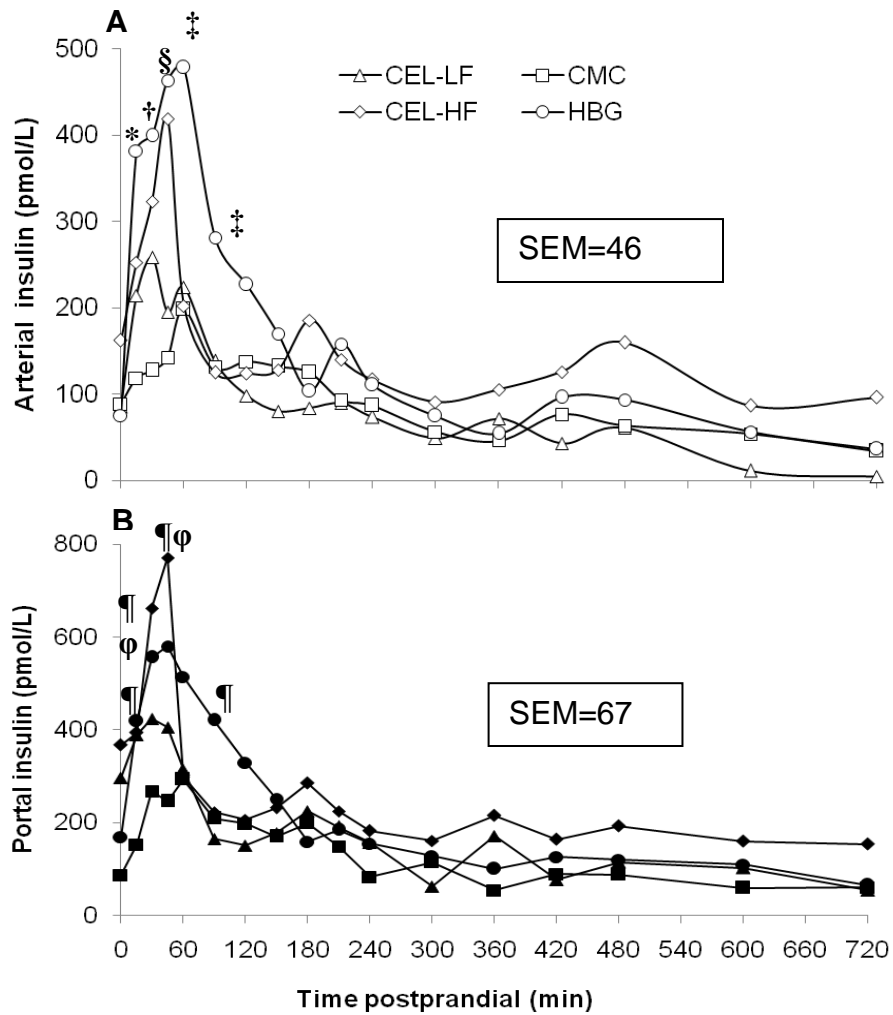 A
‡
500
§
CEL-LF
CMC
†
CEL-HF
HBG
400
*
300
‡
SEM=46
200
100
0
Arterial insulin (pmol/L)
B
¶φ
800
¶
φ
600
¶
¶
SEM=67
400
200
0
Portal insulin (pmol/L)
0 60 120 180 240 300 360 420 480 540 600 660 720
Time postprandial (min)